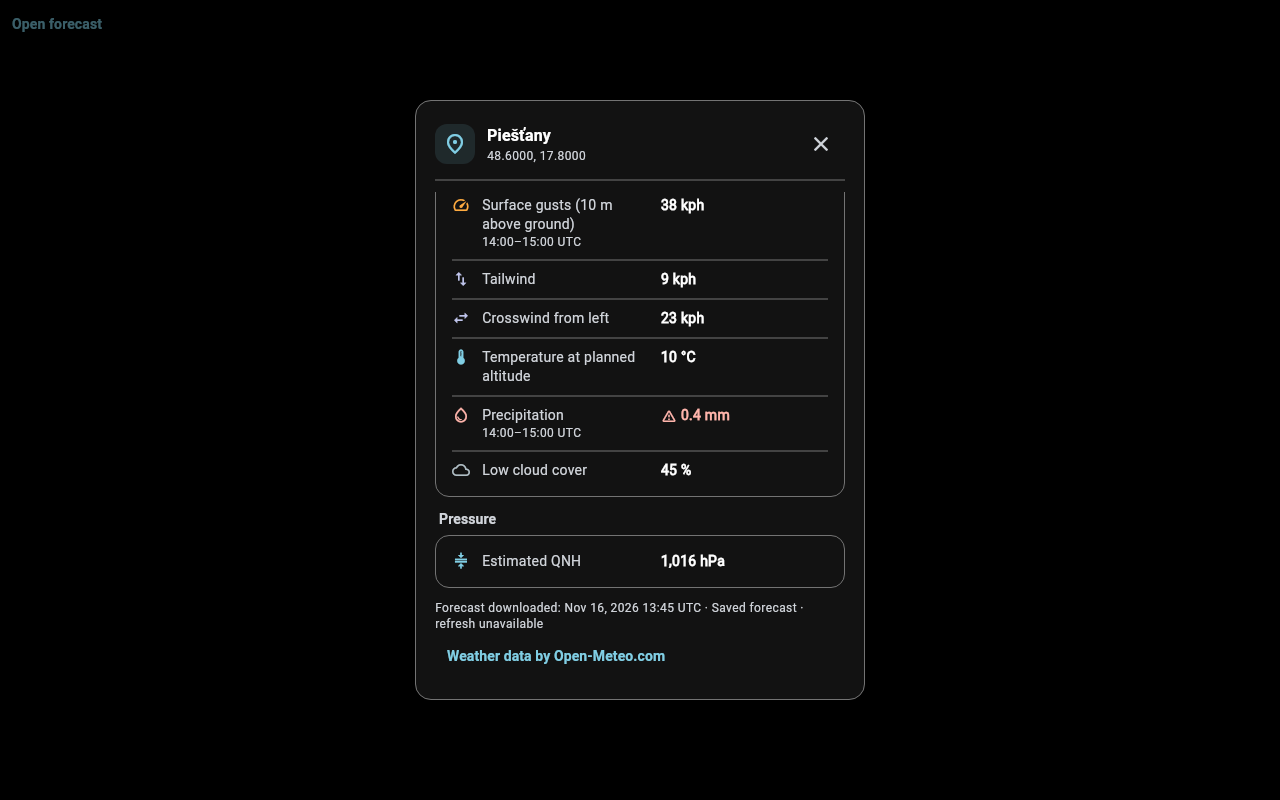 Open forecast
Piešťany
48.6000, 17.8000
Surface gusts (10 m
above ground)
38 kph
14:00–15:00 UTC
Tailwind
9 kph
Crosswind from left
23 kph
Temperature at planned
altitude
10 °C
Precipitation
0.4 mm
14:00–15:00 UTC
Low cloud cover
45 %
Pressure
Estimated QNH
1,016 hPa
Forecast downloaded: Nov 16, 2026 13:45 UTC · Saved forecast ·
refresh unavailable
Weather data by Open-Meteo.com